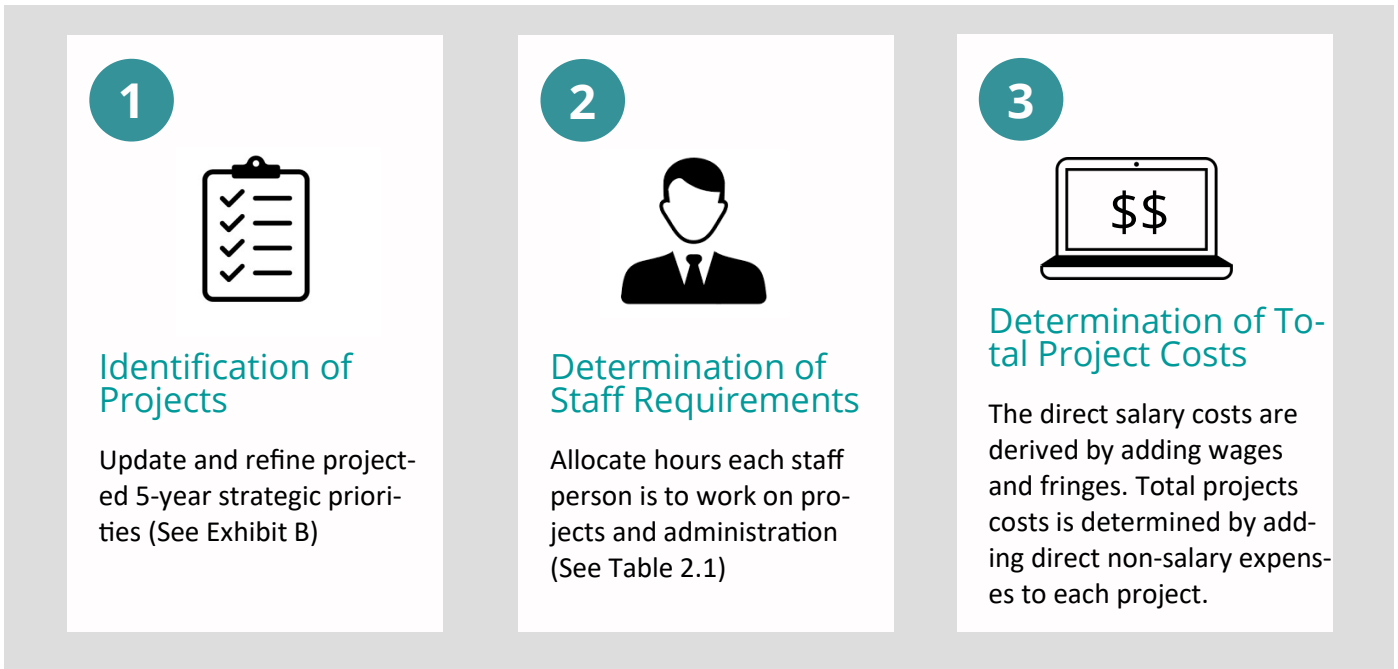 1
Identification of
Projects
Update and refine project-
ed 5-year strategic priori-
ties (See Exhibit B)
2
Determination of
Staff Requirements
Allocate hours each staff
person is to work on pro-
jects and administration
(See Table 2.1)
3
$$
Determination of To-
tal Project Costs
The direct salary costs are
derived by adding wages
and fringes. Total projects
costs is determined by add-
ing direct non-salary expens-
es to each project.